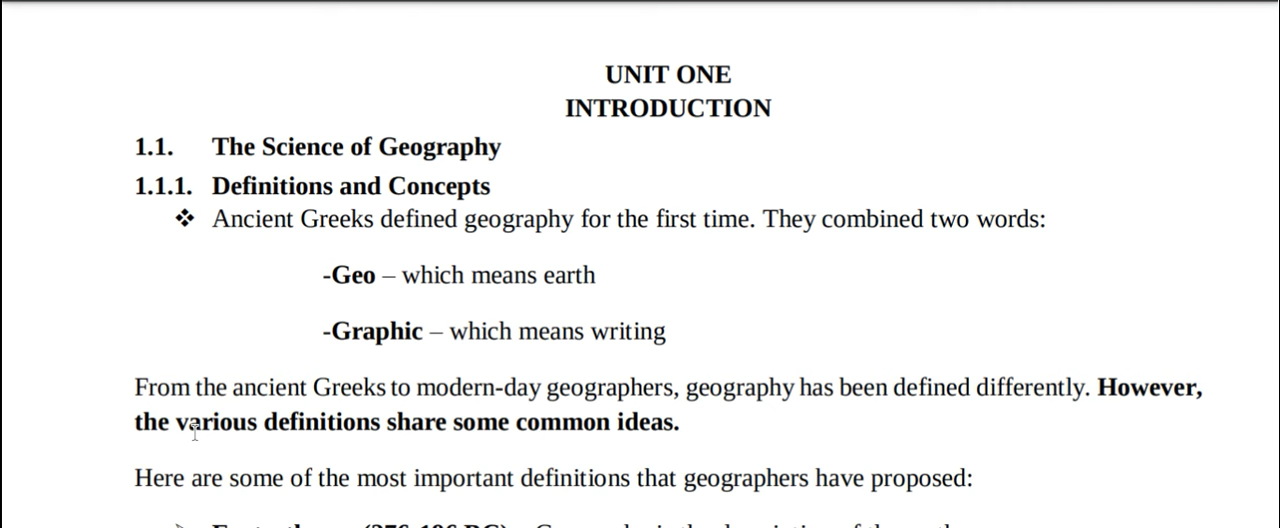 UNIT ONE
INTRODUCTION
1.1. The Science of Geography
1.1.1. Definitions and Concepts
❖ Ancient Greeks defined geography for the first time. They combined two words:
-Geo – which means earth
-Graphic – which means writing
From the ancient Greeks to modern-day geographers, geography has been defined differently. However,
the various definitions share some common ideas.
Here are some of the most important definitions that geographers have proposed: